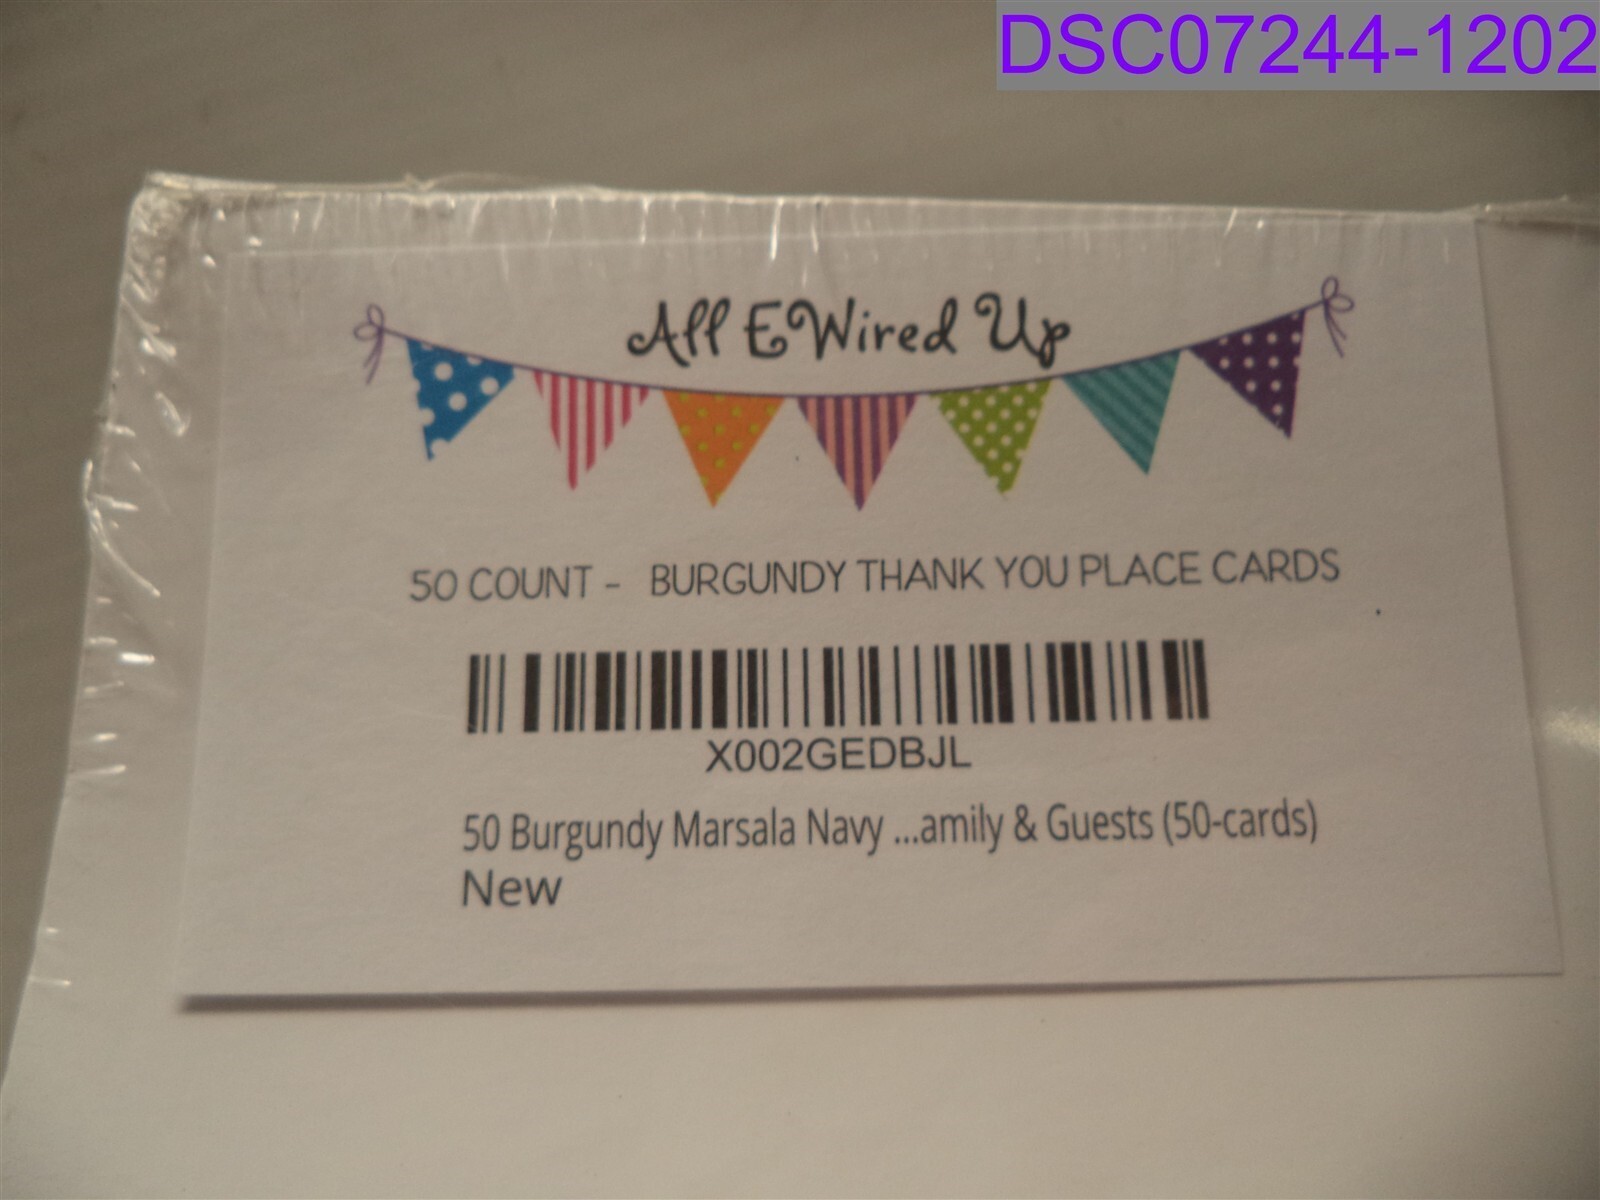 DSC07244-1202
All EWired Up
50 COUNT - BURGUNDY THANK YOU PLACE CARDS
X002GEDBJL
50 Burgundy Marsala Navy ...amily & Guests (50-cards)
New